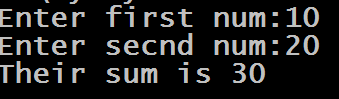 Enter first num:10
Enter secnd num:20
Their sum is 30